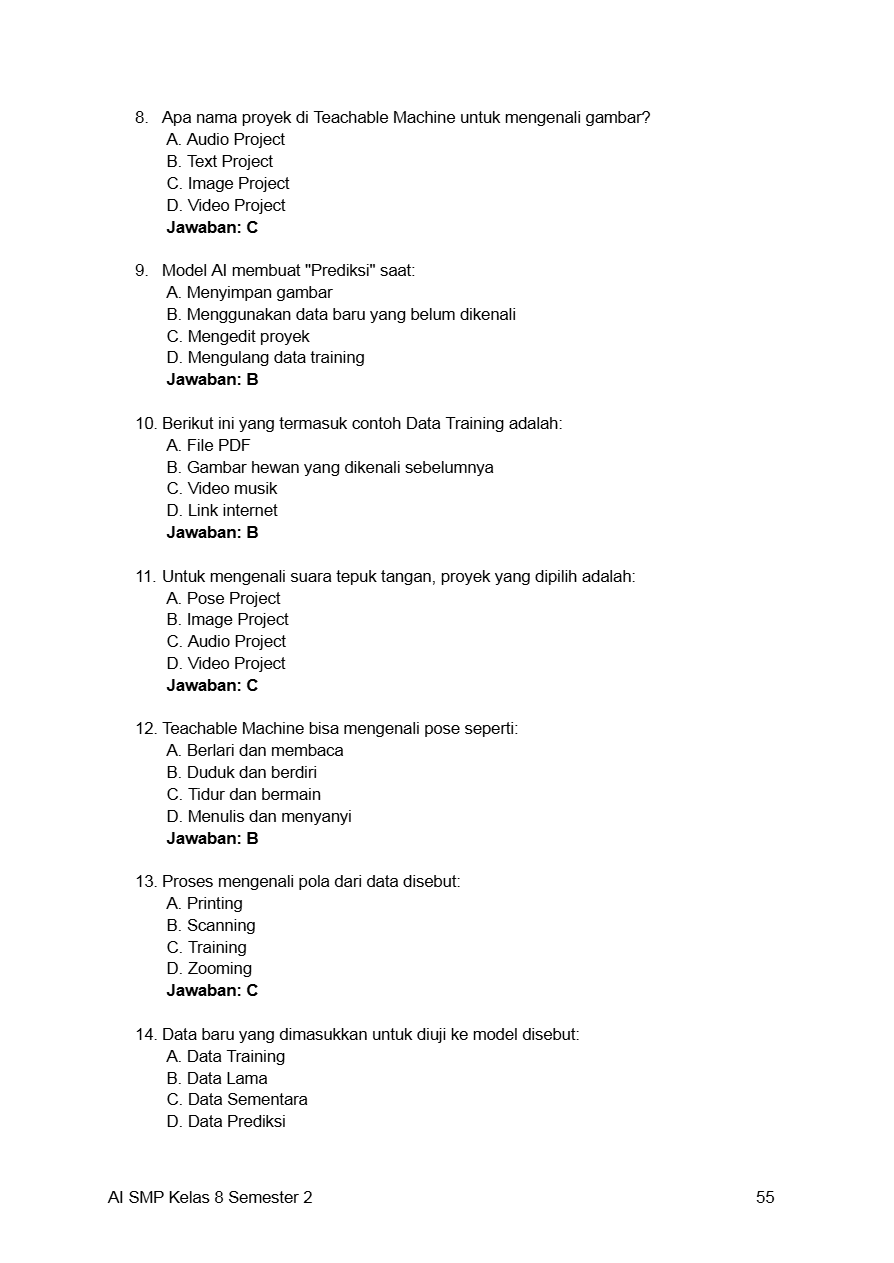 8. Apa nama proyek di Teachable Machine untuk mengenali gambar?
A. Audio Project
B. Text Project
C. Image Project
D. Video Project
Jawaban: C
9. Model AI membuat "Prediksi" saat:
A. Menyimpan gambar
B. Menggunakan data baru yang belum dikenali
C. Mengedit proyek
D. Mengulang data training
Jawaban: B
10. Berikut ini yang termasuk contoh Data Training adalah:
A. File PDF
B. Gambar hewan yang dikenali sebelumnya
C. Video musik
D. Link internet
Jawaban: B
11. Untuk mengenali suara tepuk tangan, proyek yang dipilih adalah:
A. Pose Project
B. Image Project
C. Audio Project
D. Video Project
Jawaban: C
12. Teachable Machine bisa mengenali pose seperti:
A. Berlari dan membaca
B. Duduk dan berdiri
C. Tidur dan bermain
D. Menulis dan menyanyi
Jawaban: B
13. Proses mengenali pola dari data disebut:
A. Printing
B. Scanning
C. Training
D. Zooming
Jawaban: C
14. Data baru yang dimasukkan untuk diuji ke model disebut:
A. Data Training
B. Data Lama
C. Data Sementara
D. Data Prediksi
AI SMP Kelas 8 Semester 2 55